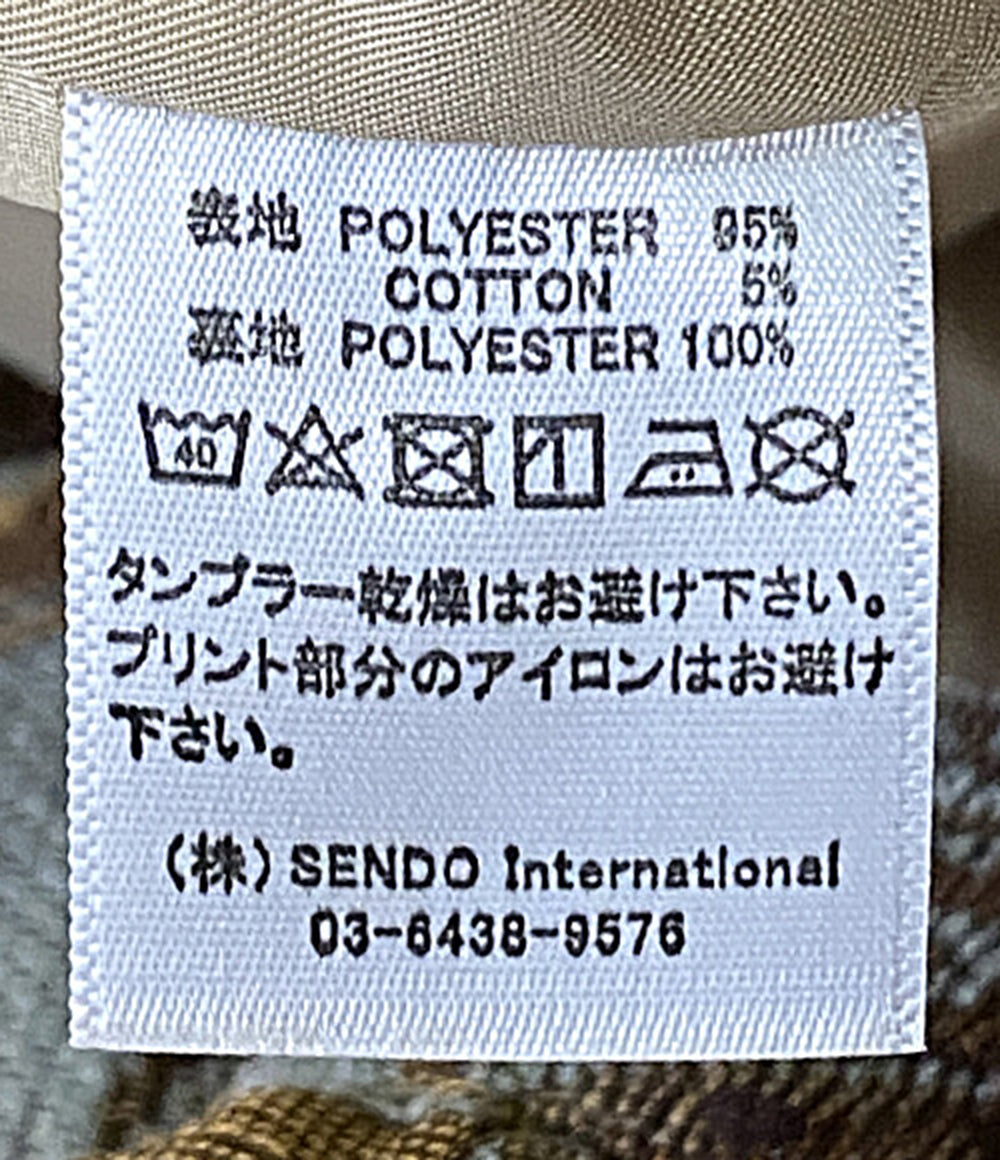 表地 POLYESTER 95%
COTTON 5%
裏地 POLYESTER 100%
40
タンブラー乾燥はお避け下さい。
プリント部分のアイロンはお避け
下さい。
(株) SENDO International
03-6438-9576